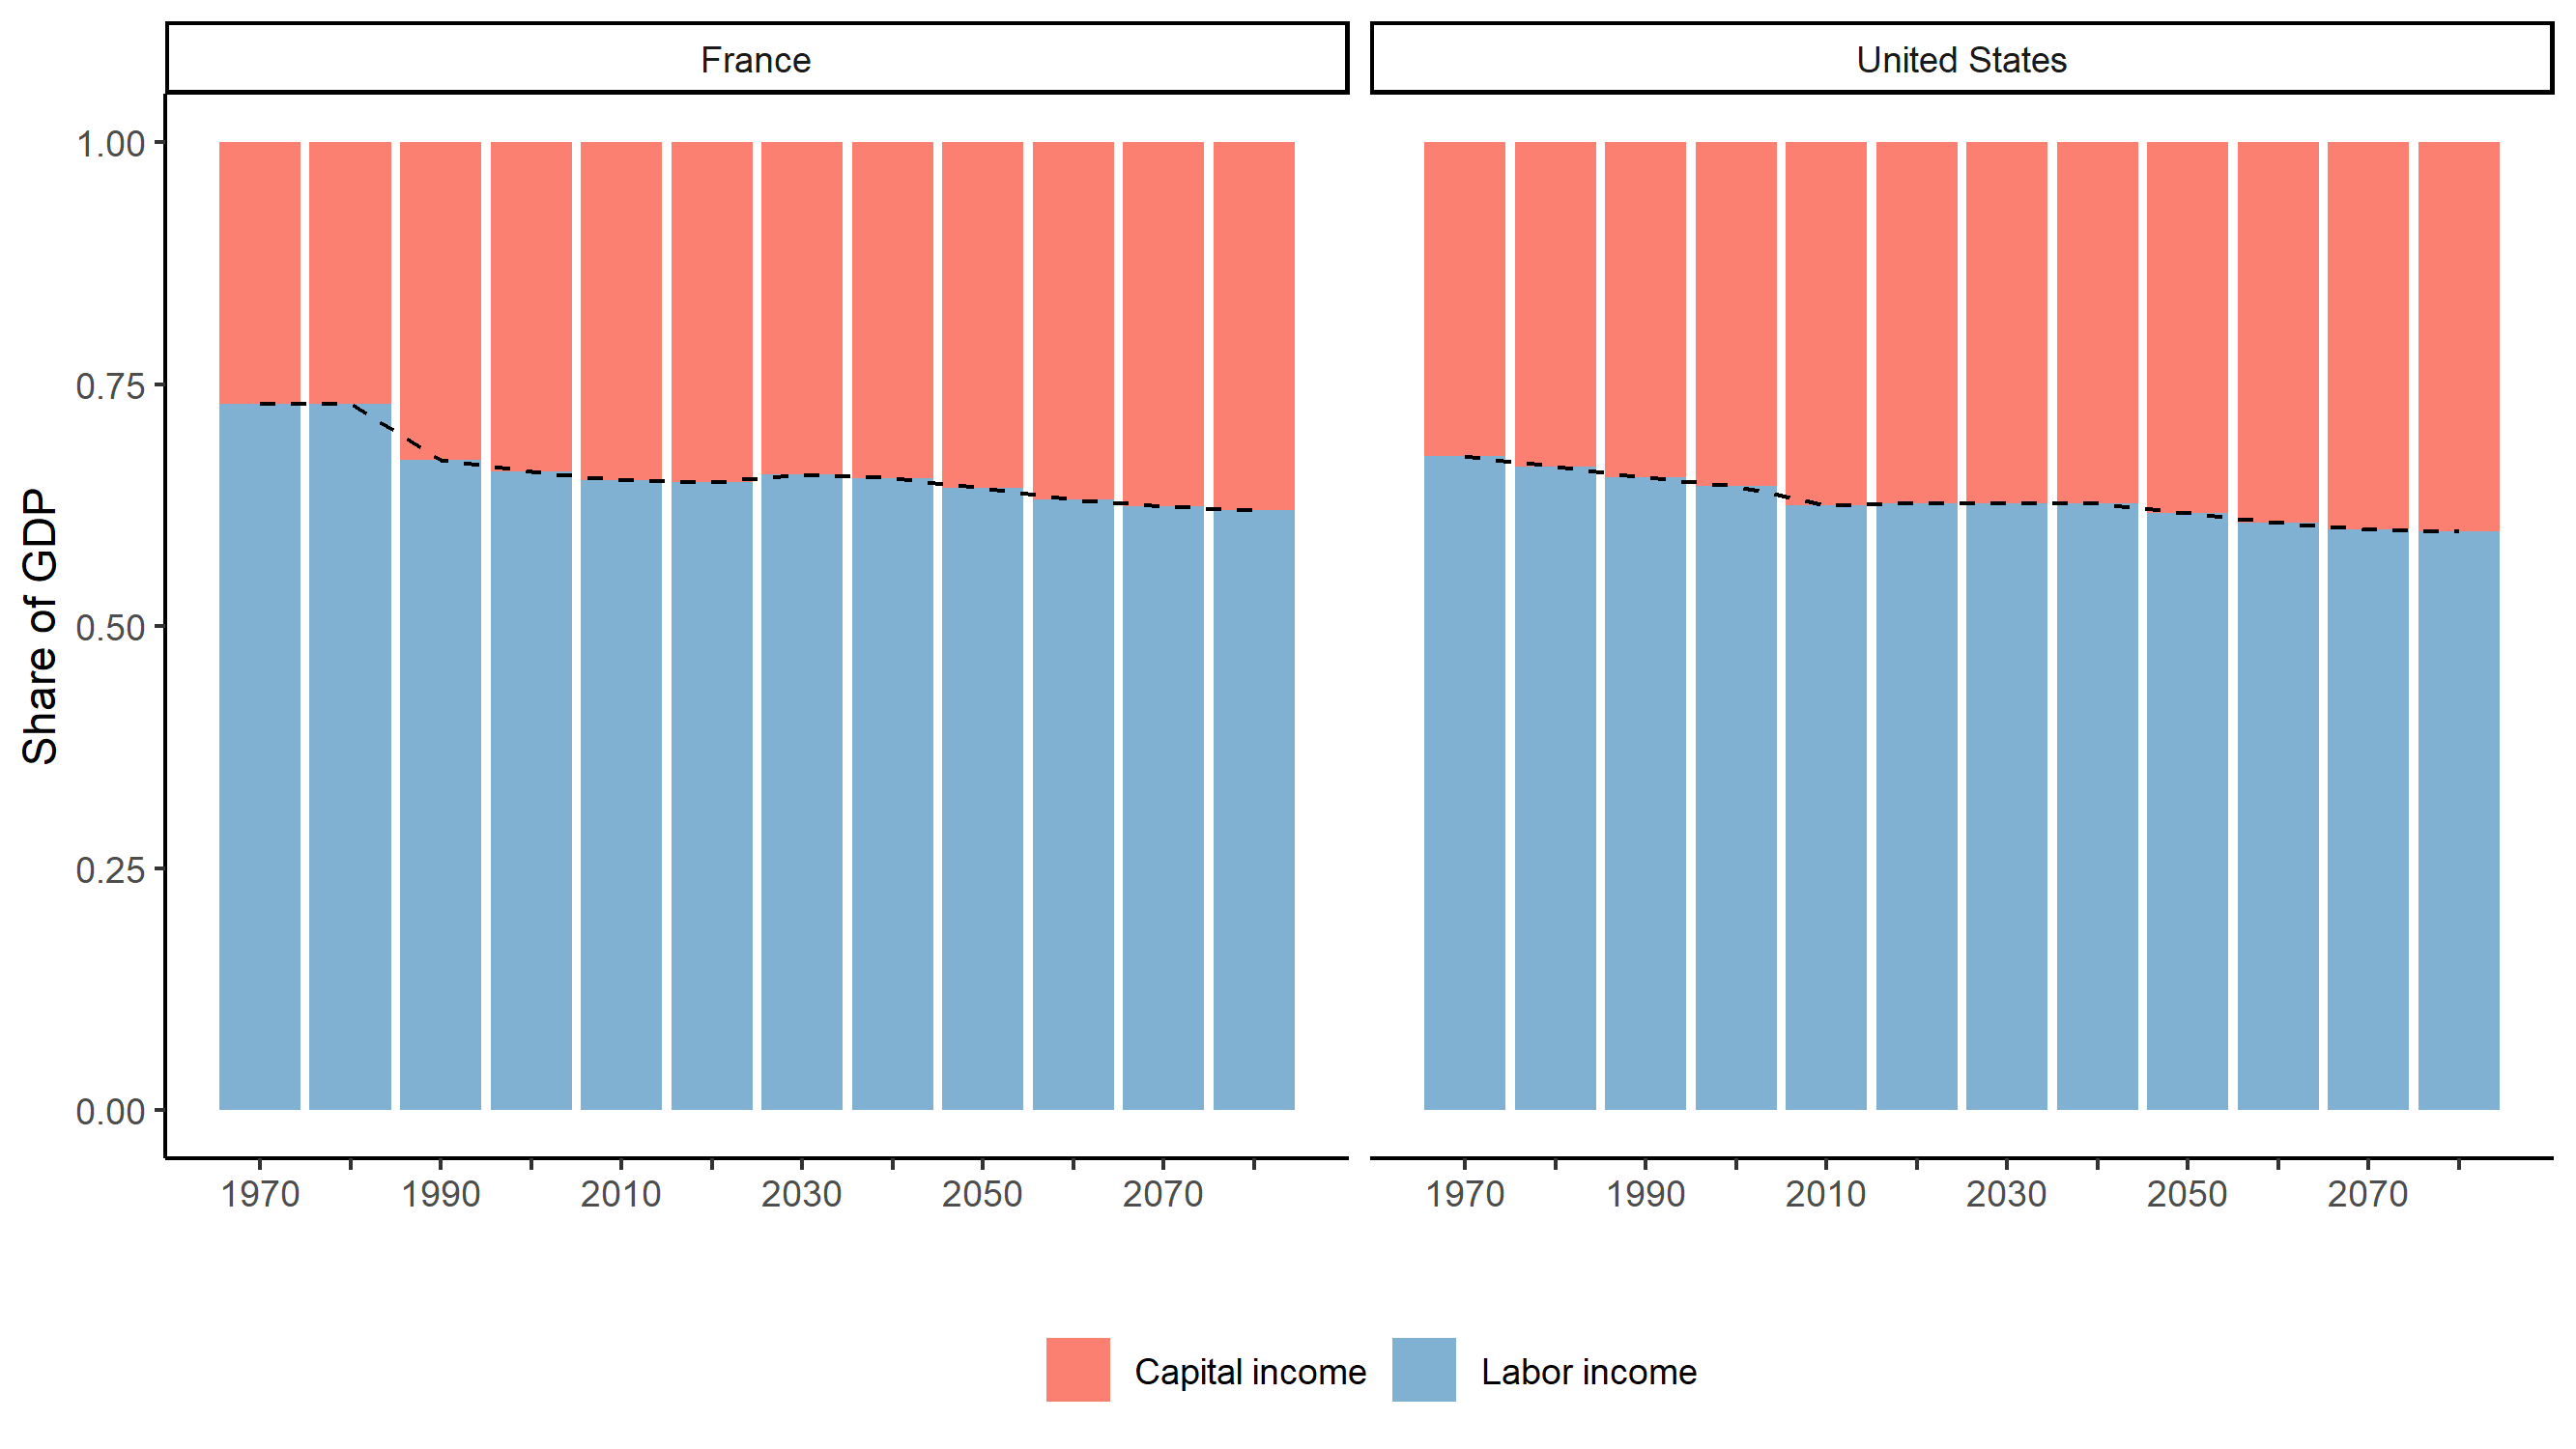 France
United States
Share of GDP
1.00
0.75
0.50
0.25
0.00
1970 1990 2010 2030 2050 2070
1970 1990 2010 2030 2050 2070
Capital income
Labor income